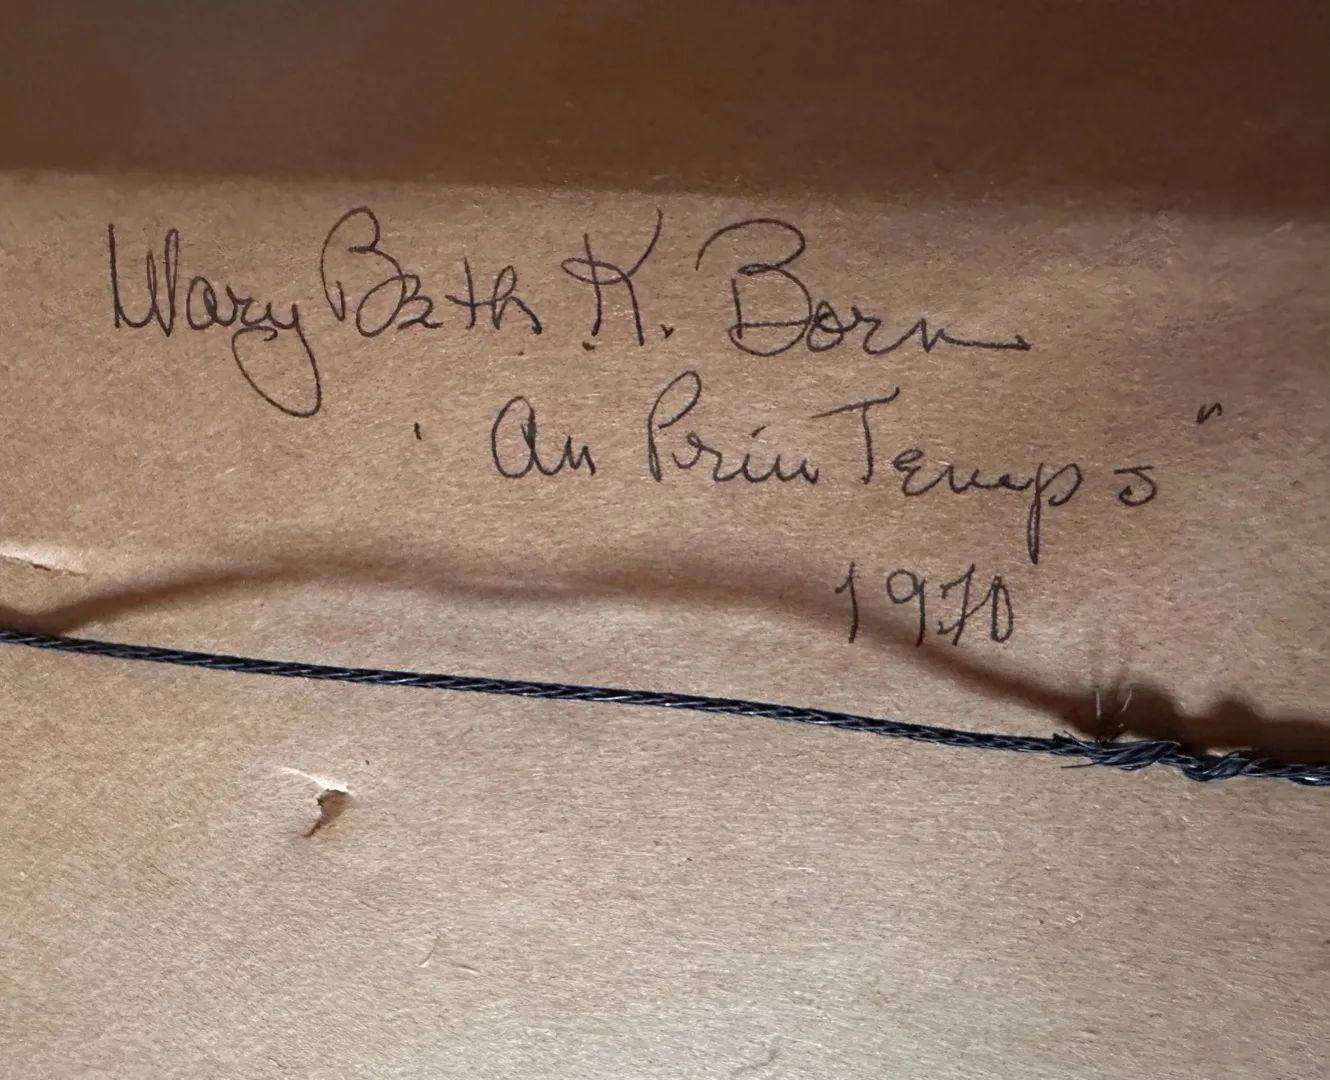 Mary Beth K. Born
' Au PrinTemps "
1970